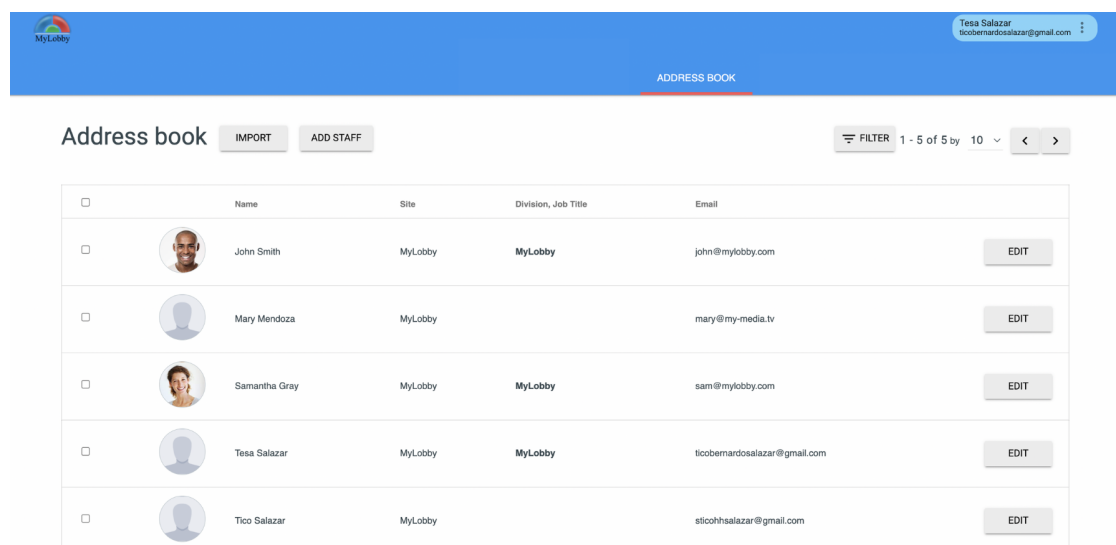 MyLobby
Tesa Salazar
ticobernardosalazar@gmail.com
ADDRESS BOOK
Address book IMPORT ADD STAFF FILTER 1 - 5 of 5 by 10
Name Site Division, Job Title Email
John Smith MyLobby MyLobby john@mylobby.com EDIT
Mary Mendoza MyLobby mary@my-media.tv EDIT
Samantha Gray MyLobby MyLobby sam@mylobby.com EDIT
Tesa Salazar MyLobby MyLobby ticobernardosalazar@gmail.com EDIT
Tico Salazar MyLobby sticohhsalazar@gmail.com EDIT